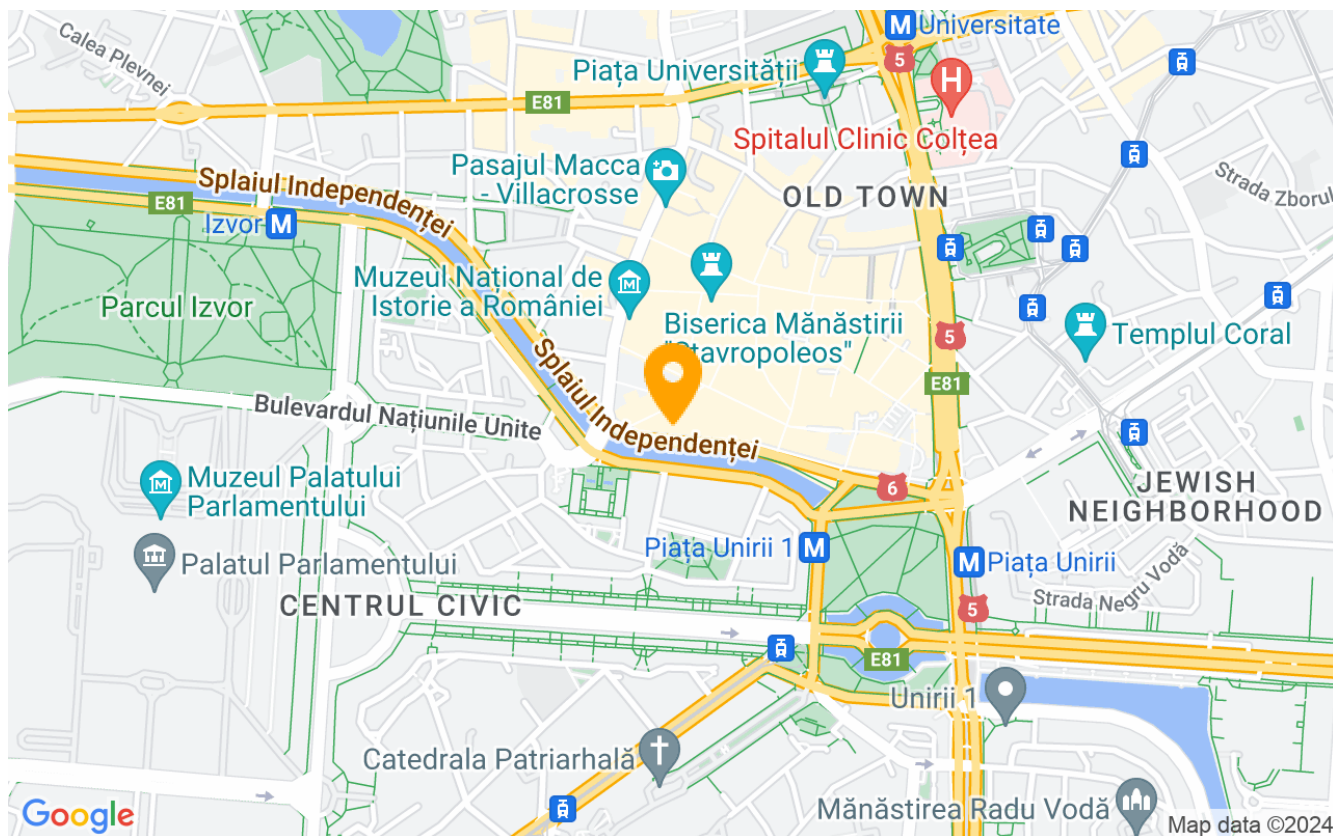 Universitate
Calea Plevnei
Piața Universității
5
H
E81
Spitalul Clinic Colțea
Pasajul Macca
- Villacrosse
Splaiul Independenței
OLD TOWN
Strada Zborul
E81
Izvor
M
M
Muzeul Național de
Istorie a României
Parcul Izvor
Biserica Mănăstirii
"Stavropoleos"
5
Templul Coral
E81
Splaiul Independenței
Bulevardul Națiunile Unite
Muzeul Palatului
Parlamentului
6
JEWISH
NEIGHBORHOOD
Piața Unirii 1
M
M
Piața Unirii
Palatul Parlamentului
CENTRUL CIVIC
Strada Negru Vodă
5
E81
Unirii 1
Catedrala Patriarhală
Mănăstirea Radu Vodă
Google
Map data ©2024